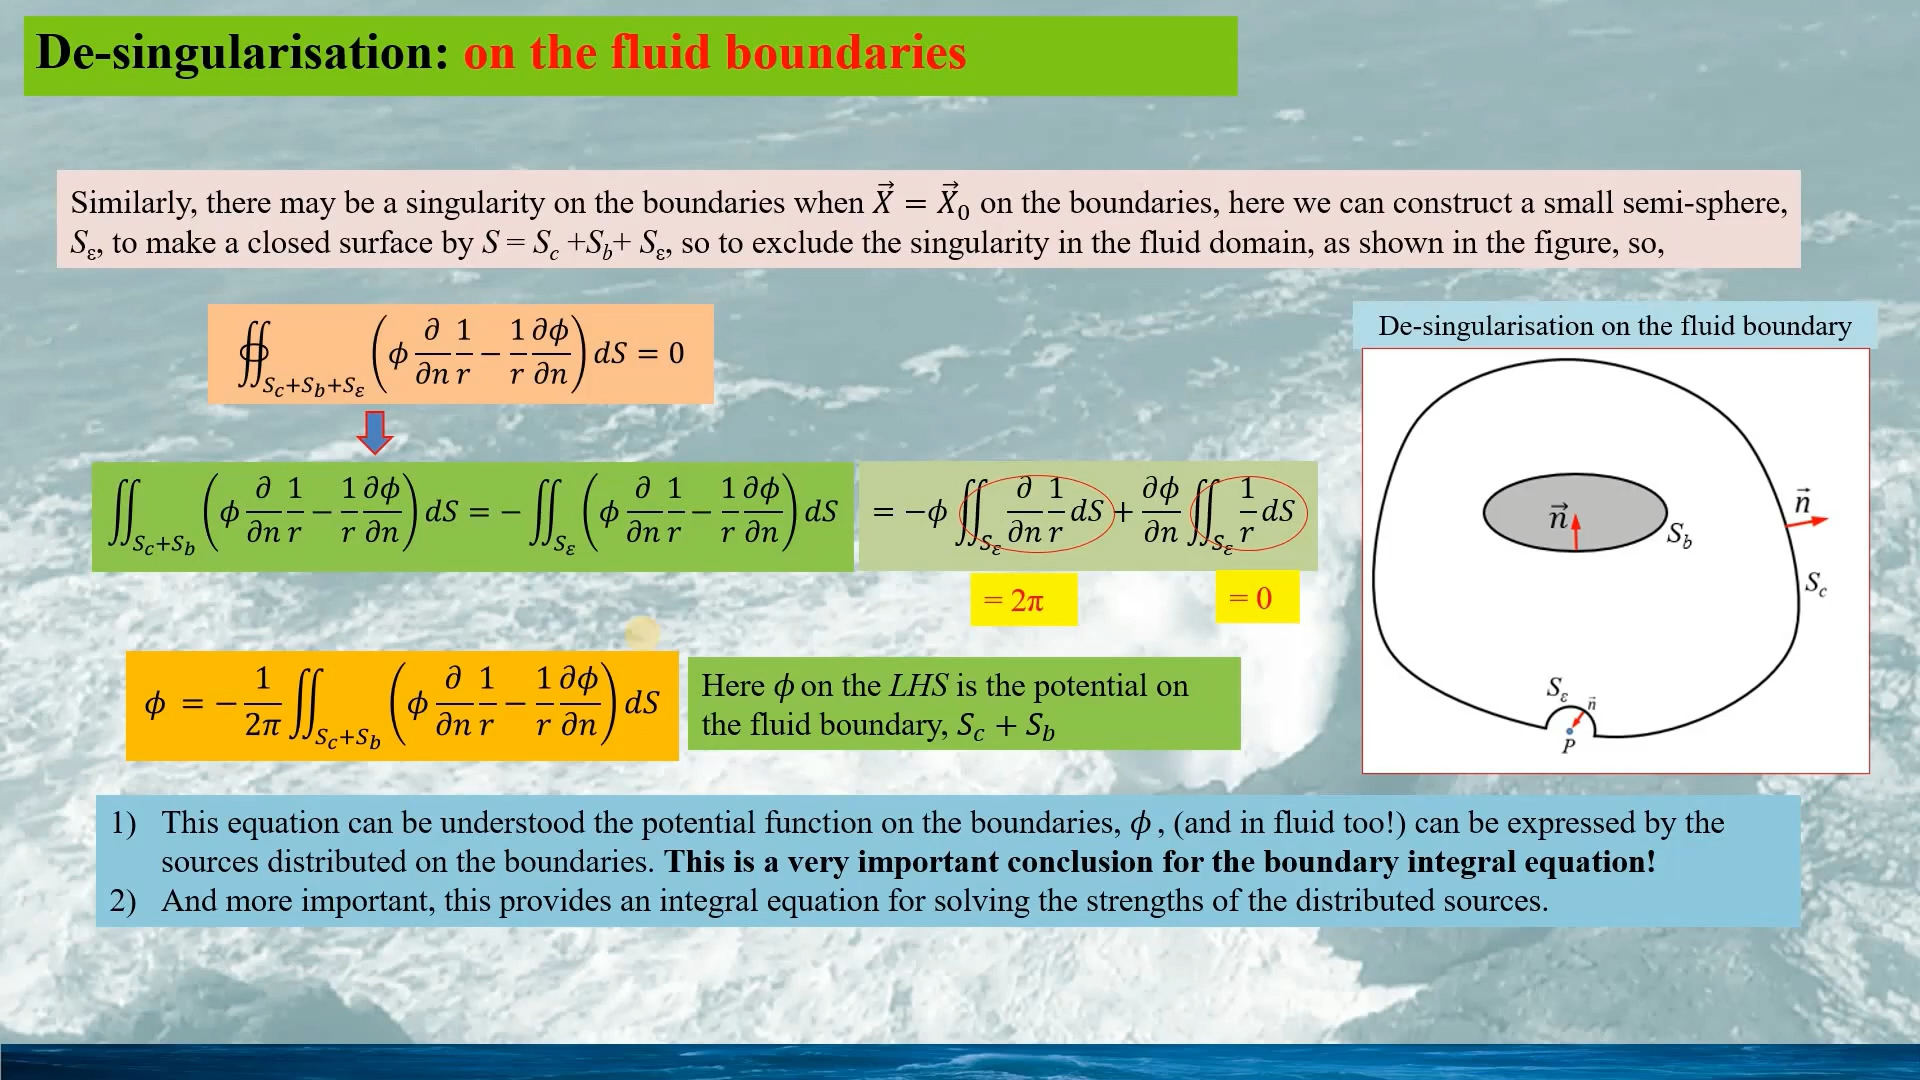 De-singularisation: on the fluid boundaries
Similarly, there may be a singularity on the boundaries when X⃗ = X⃗₀ on the boundaries, here we can construct a small semi-sphere,
Sε, to make a closed surface by S = Sc +Sb+ Sε, so to exclude the singularity in the fluid domain, as shown in the figure, so,
∯_{Sc+Sb+Sε} (ϕ ∂/∂n 1/r − 1/r ∂ϕ/∂n) dS = 0
De-singularisation on the fluid boundary
∬_{Sc+Sb} (ϕ ∂/∂n 1/r − 1/r ∂ϕ/∂n) dS = − ∬_{Sε} (ϕ ∂/∂n 1/r − 1/r ∂ϕ/∂n) dS = −ϕ ∬_{Sε} ∂/∂n 1/r dS + ∂ϕ/∂n ∬_{Sε} 1/r dS
= 2π
= 0
n⃗
Sb
n⃗
Sc
Sε
n⃗
P
ϕ = − 1/2π ∬_{Sc+Sb} (ϕ ∂/∂n 1/r − 1/r ∂ϕ/∂n) dS
Here ϕ on the LHS is the potential on
the fluid boundary, Sc + Sb
1) This equation can be understood the potential function on the boundaries, ϕ , (and in fluid too!) can be expressed by the
sources distributed on the boundaries. This is a very important conclusion for the boundary integral equation!
2) And more important, this provides an integral equation for solving the strengths of the distributed sources.